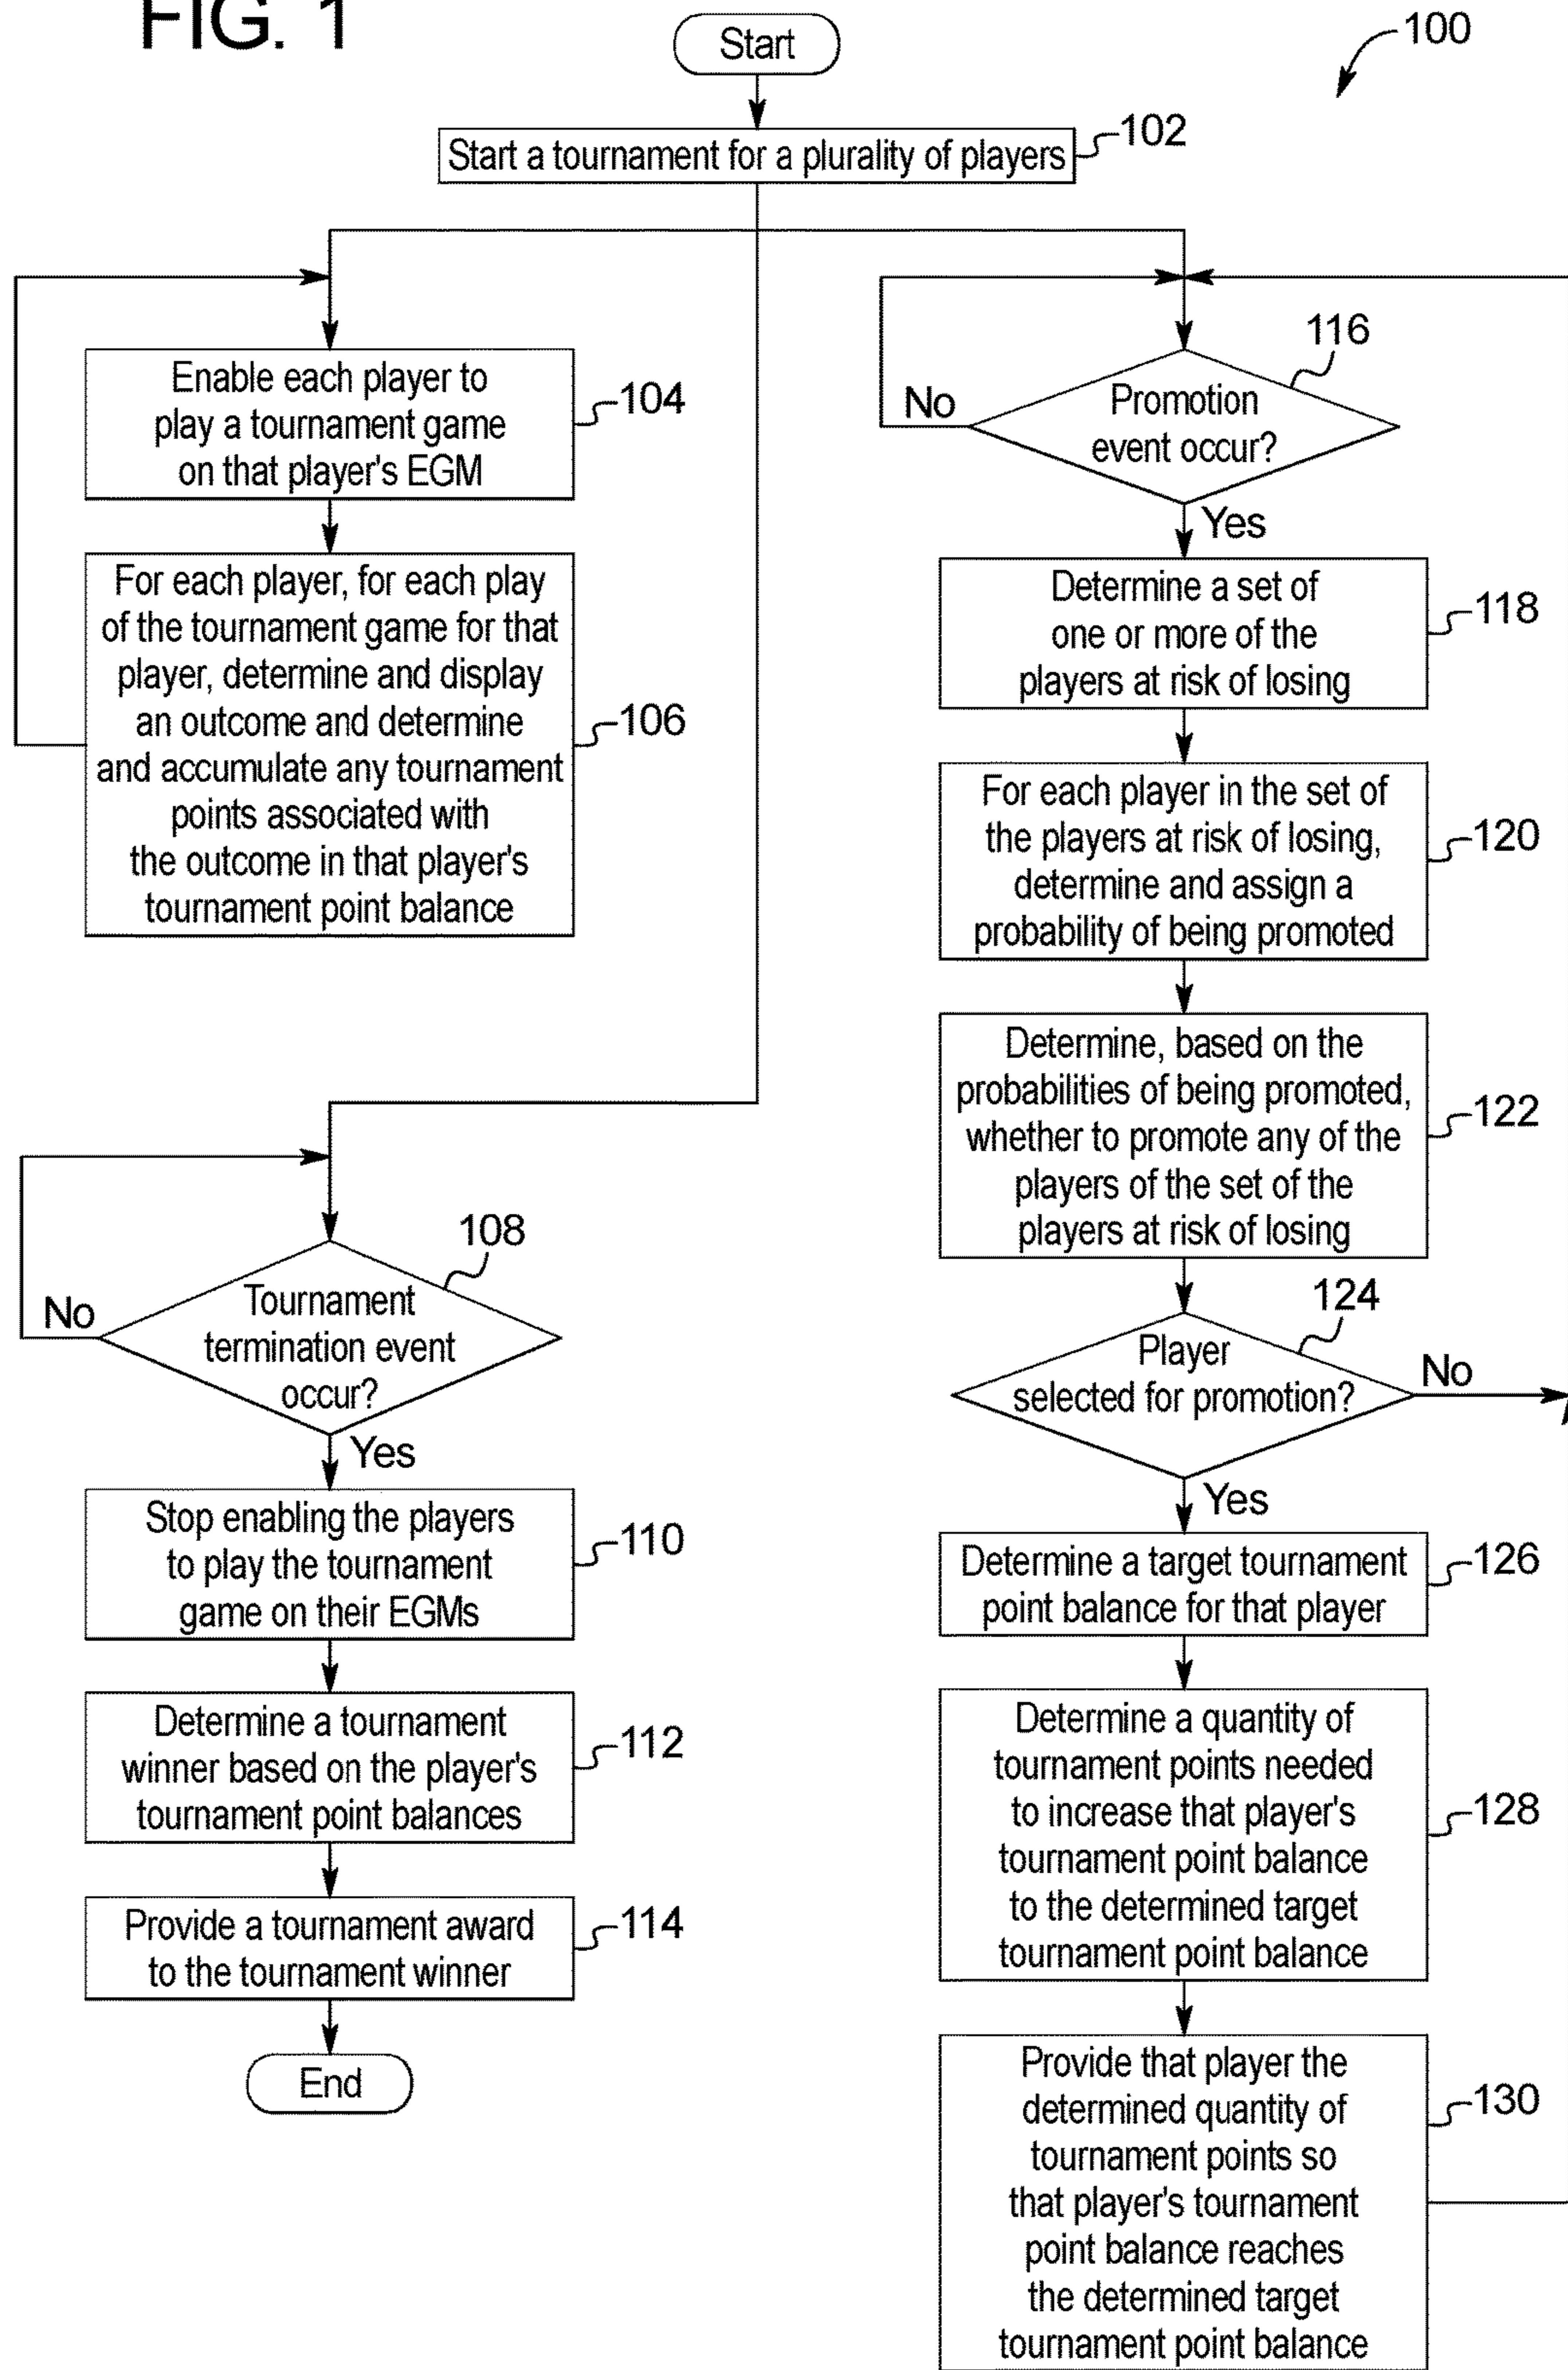 FIG. 1
Start
100
Start a tournament for a plurality of players
102
Enable each player to
play a tournament game
on that player's EGM
104
For each player, for each play
of the tournament game for that
player, determine and display
an outcome and determine
and accumulate any tournament
points associated with
the outcome in that player's
tournament point balance
106
Tournament
termination event
occur?
108
No
Yes
Stop enabling the players
to play the tournament
game on their EGMs
110
Determine a tournament
winner based on the player's
tournament point balances
112
Provide a tournament award
to the tournament winner
114
End
Promotion
event occur?
116
No
Yes
Determine a set of
one or more of the
players at risk of losing
118
For each player in the set of
the players at risk of losing,
determine and assign a
probability of being promoted
120
Determine, based on the
probabilities of being promoted,
whether to promote any of the
players of the set of the
players at risk of losing
122
Player
selected for promotion?
124
No
Yes
Determine a target tournament
point balance for that player
126
Determine a quantity of
tournament points needed
to increase that player's
tournament point balance
to the determined target
tournament point balance
128
Provide that player the
determined quantity of
tournament points so
that player's tournament
point balance reaches
the determined target
tournament point balance
130